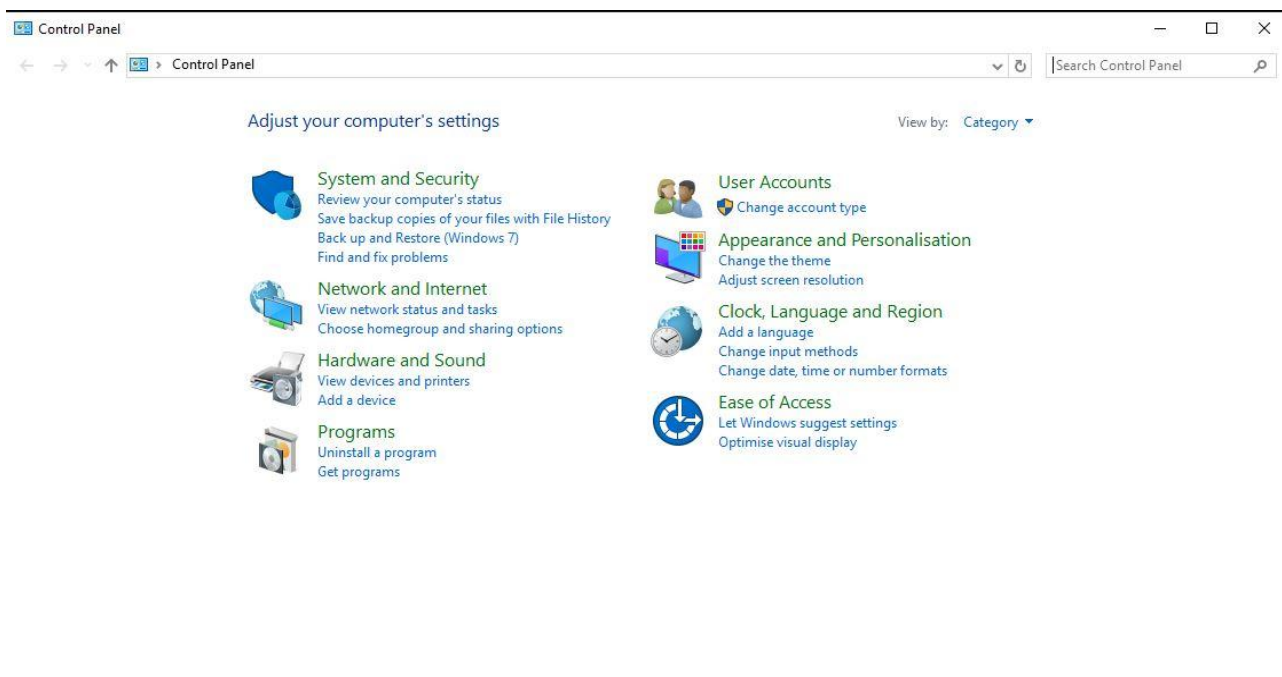 Control Panel
Control Panel
Search Control Panel
Adjust your computer's settings
View by: Category
System and Security
Review your computer's status
Save backup copies of your files with File History
Back up and Restore (Windows 7)
Find and fix problems
Network and Internet
View network status and tasks
Choose homegroup and sharing options
Hardware and Sound
View devices and printers
Add a device
Programs
Uninstall a program
Get programs
User Accounts
Change account type
Appearance and Personalisation
Change the theme
Adjust screen resolution
Clock, Language and Region
Add a language
Change input methods
Change date, time or number formats
Ease of Access
Let Windows suggest settings
Optimise visual display